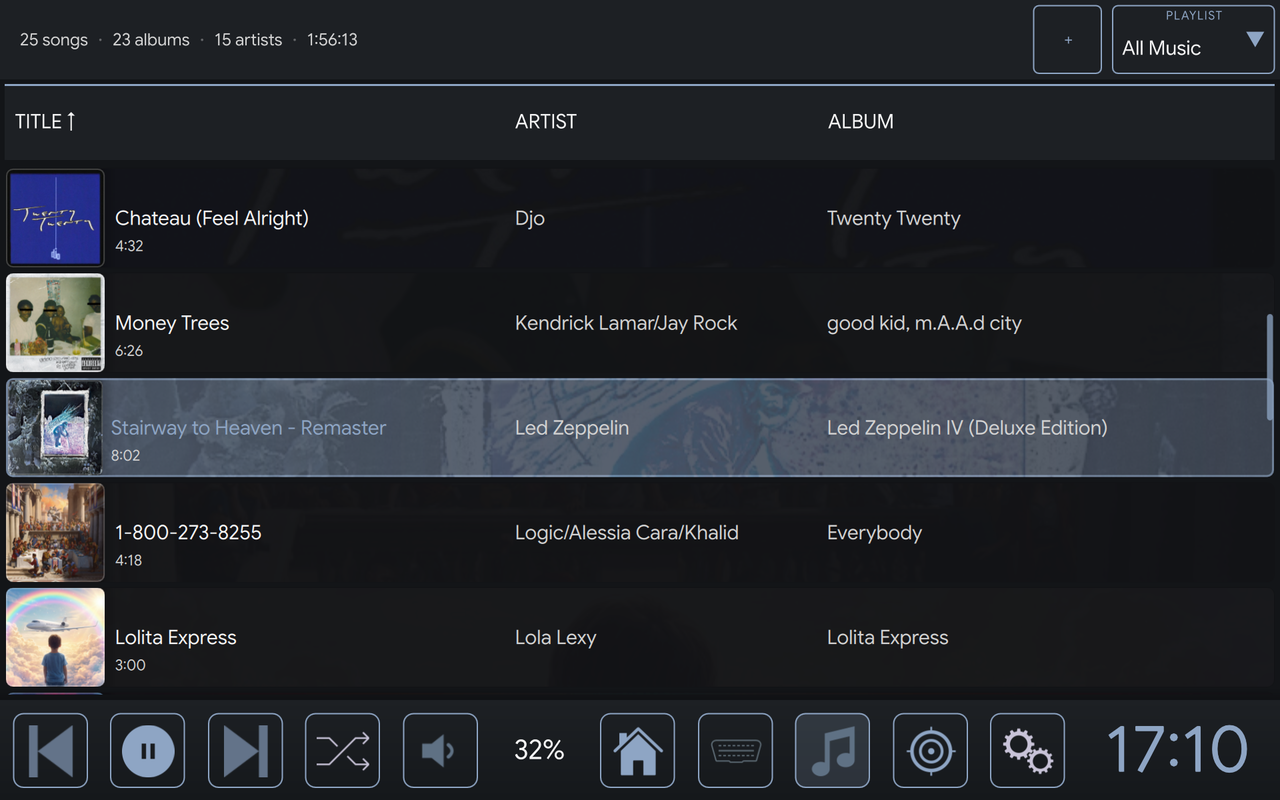 25 songs · 23 albums · 15 artists · 1:56:13
+
PLAYLIST
All Music
TITLE ↑ ARTIST ALBUM
Twenty
Twenty
Chateau (Feel Alright) Djo Twenty Twenty
4:32
Money Trees Kendrick Lamar/Jay Rock good kid, m.A.A.d city
6:26
Stairway to Heaven - Remaster Led Zeppelin Led Zeppelin IV (Deluxe Edition)
8:02
1-800-273-8255 Logic/Alessia Cara/Khalid Everybody
4:18
Lolita Express Lola Lexy Lolita Express
3:00
32%
17:10